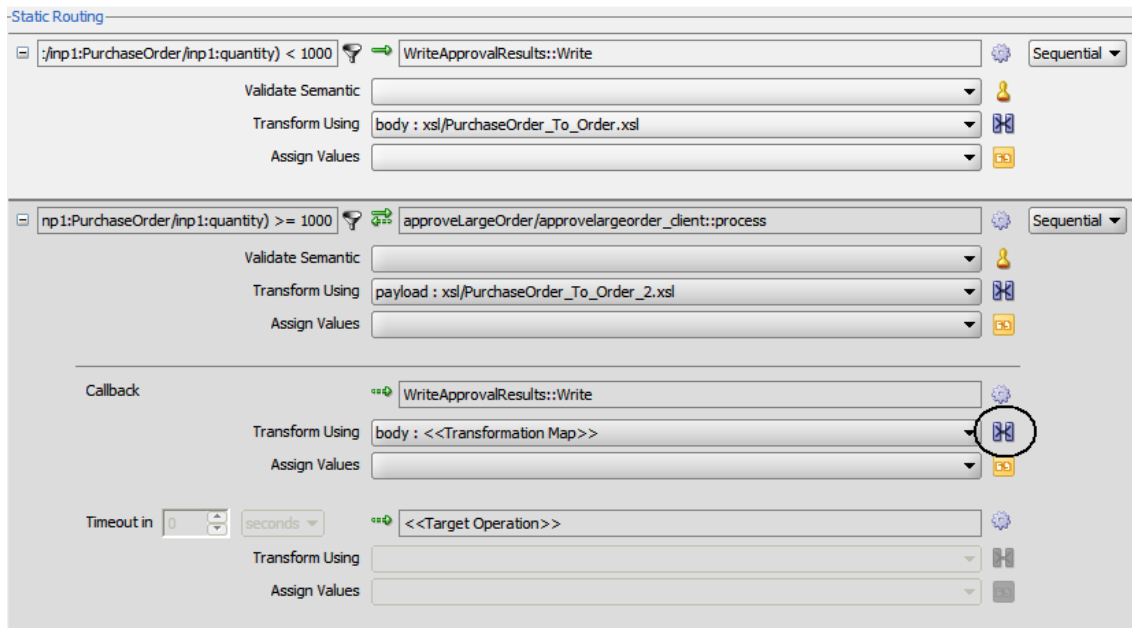 Static Routing
:/inp1:PurchaseOrder/inp1:quantity) < 1000 WriteApprovalResults::Write Sequential
Validate Semantic
Transform Using body : xsl/PurchaseOrder_To_Order.xsl
Assign Values
np1:PurchaseOrder/inp1:quantity) >= 1000 approveLargeOrder/approvelargeorder_client::process Sequential
Validate Semantic
Transform Using payload : xsl/PurchaseOrder_To_Order_2.xsl
Assign Values
Callback WriteApprovalResults::Write
Transform Using body : <<Transformation Map>>
Assign Values
Timeout in 0 seconds <<Target Operation>>
Transform Using
Assign Values